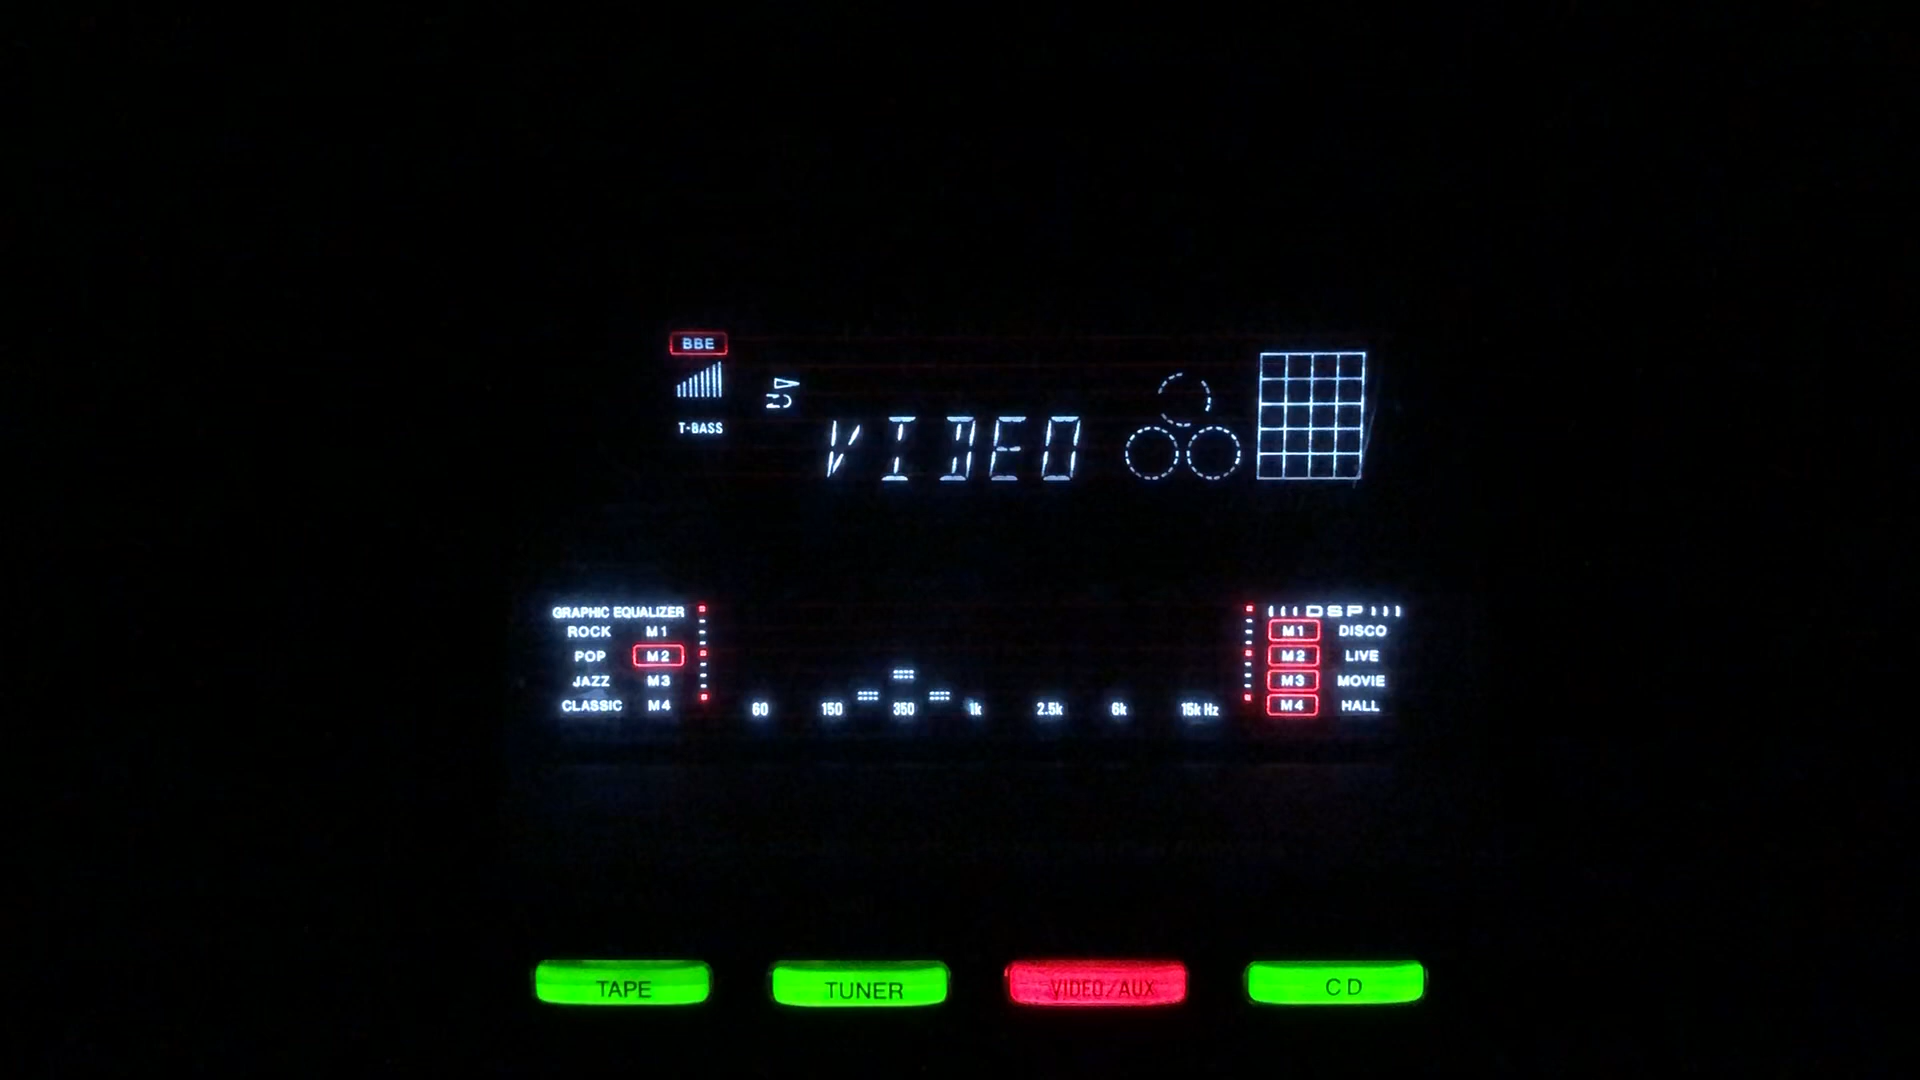 BBE
T-BASS
VIDEO
GRAPHIC EQUALIZER
ROCK M1
POP M2
JAZZ M3
CLASSIC M4
60 150 350 1k 2.5k 6k 15k Hz
DSP
M1 DISCO
M2 LIVE
M3 MOVIE
M4 HALL
TAPE
TUNER
VIDEO/AUX
CD